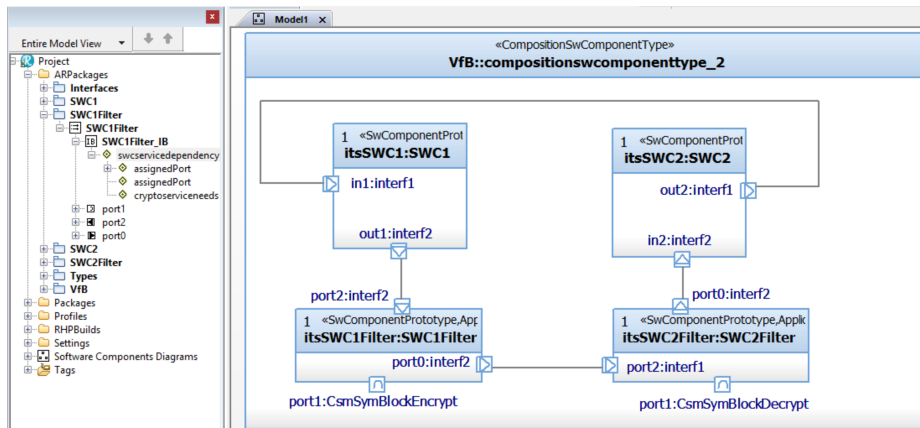 x
Entire Model View
Project
ARPackages
Interfaces
SWC1
SWC1Filter
SWC1Filter
SWC1Filter_IB
swcservicedependency
assignedPort
assignedPort
cryptoserviceneeds
port1
port2
port0
SWC2
SWC2Filter
Types
VfB
Packages
Profiles
RHPBuilds
Settings
Software Components Diagrams
Tags
Model1 x
«CompositionSwComponentType»
VfB::compositionswcomponenttype_2
1 «SwComponentProt
itsSWC1:SWC1
in1:interf1
out1:interf2
1 «SwComponentProt
itsSWC2:SWC2
out2:interf1
in2:interf2
port2:interf2
1 «SwComponentPrototype,App
itsSWC1Filter:SWC1Filter
port0:interf2
port1:CsmSymBlockEncrypt
port0:interf2
1 «SwComponentPrototype,Applic
itsSWC2Filter:SWC2Filter
port2:interf1
port1:CsmSymBlockDecrypt